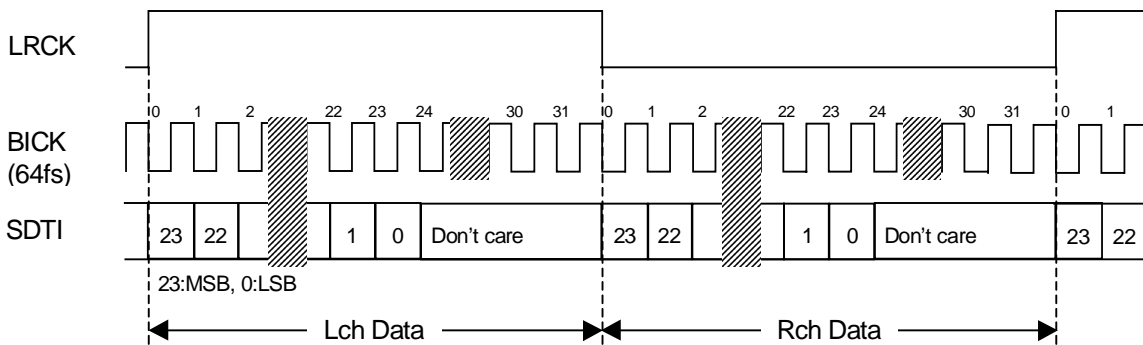 LRCK
0 1 2 22 23 24 30 31 0 1 2 22 23 24 30 31 0 1
BICK
(64fs)
SDTI 23 22 1 0 Don't care 23 22 1 0 Don't care 23 22
23:MSB, 0:LSB
Lch Data Rch Data